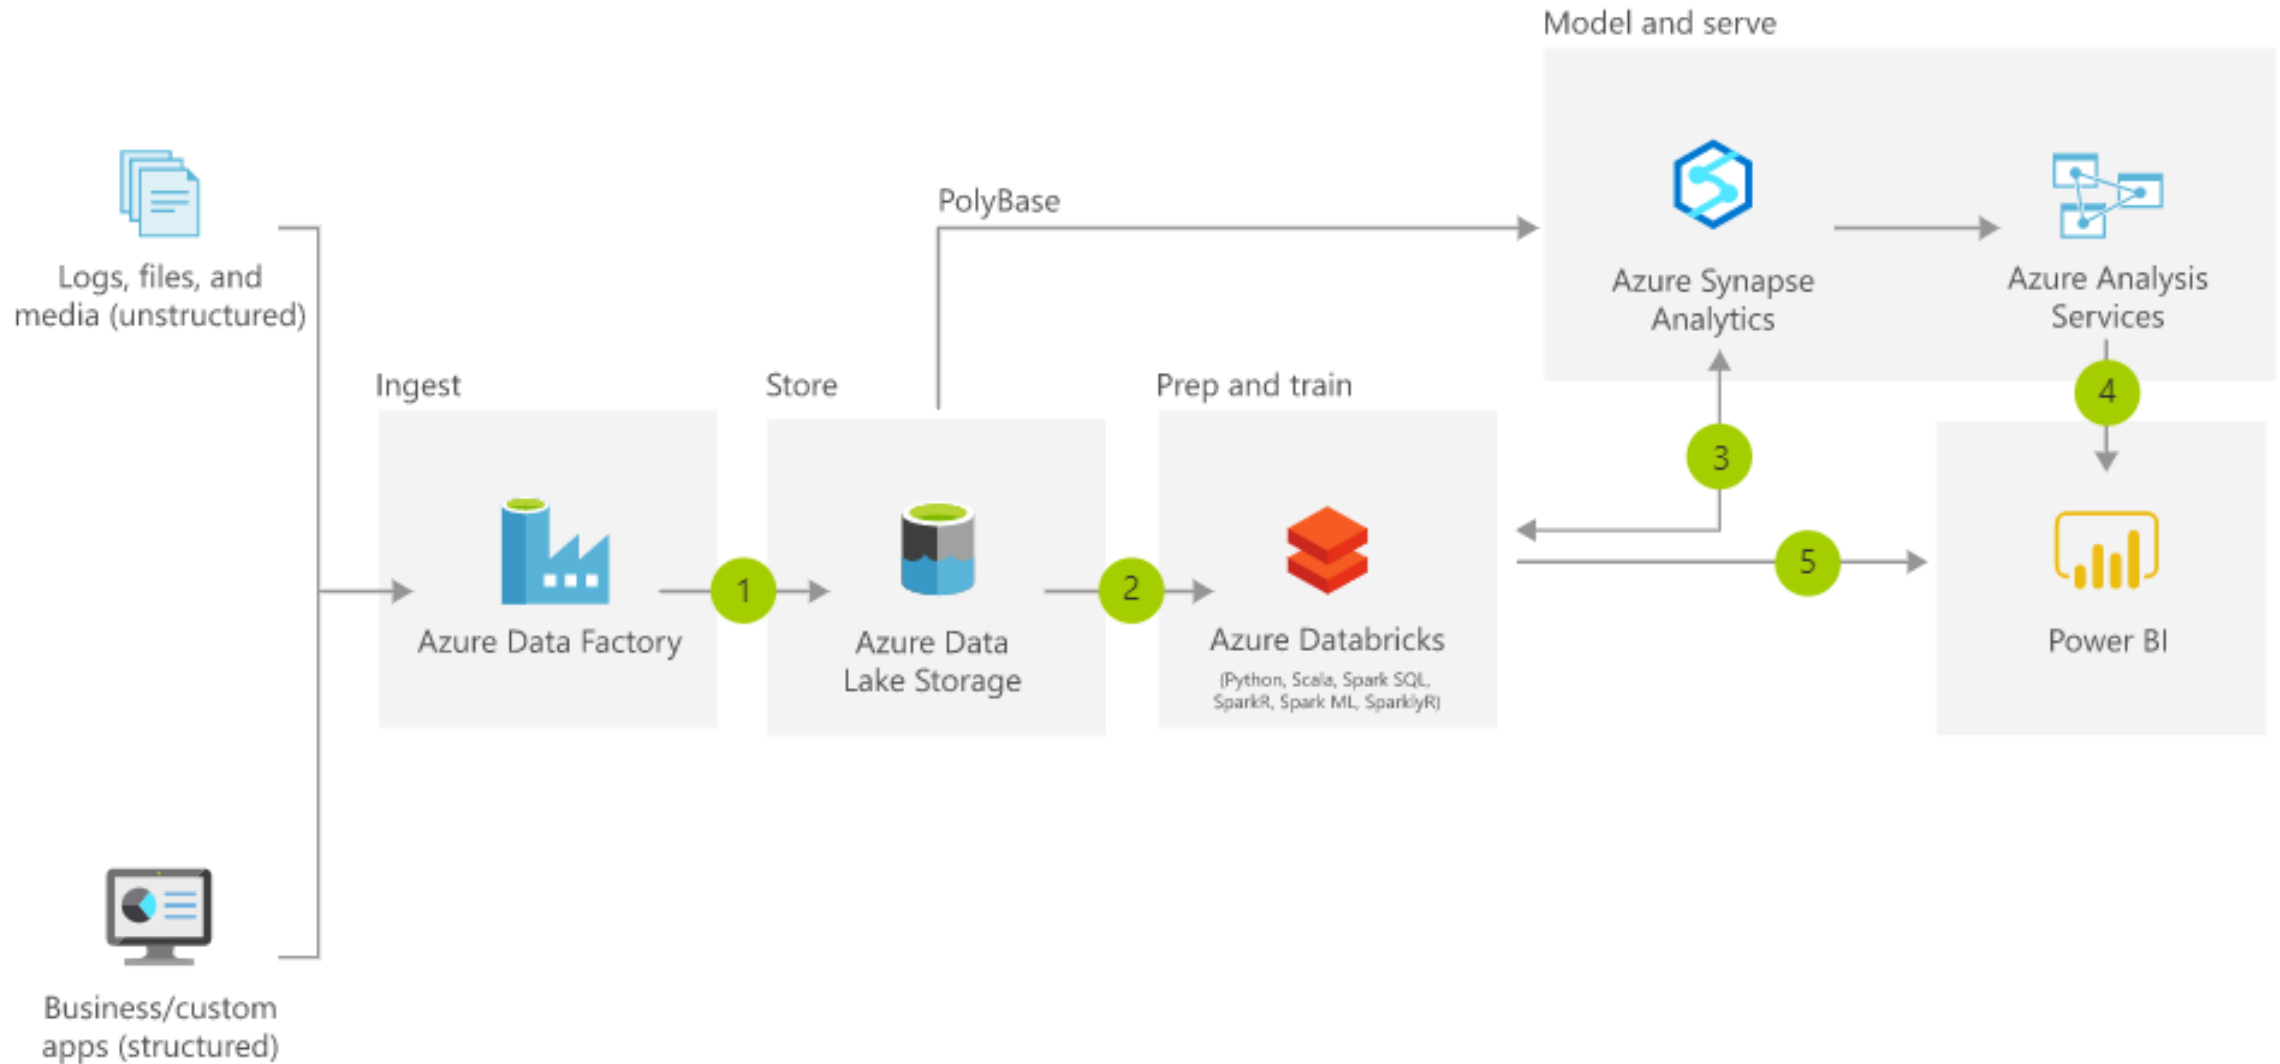 Model and serve
Logs, files, and
media (unstructured)
PolyBase
Azure Synapse
Analytics
Azure Analysis
Services
Ingest
Store
Prep and train
4
3
1
2
5
Azure Data Factory
Azure Data
Lake Storage
Azure Databricks
(Python, Scala, Spark SQL,
SparkR, Spark ML, SparklyR)
Power BI
Business/custom
apps (structured)